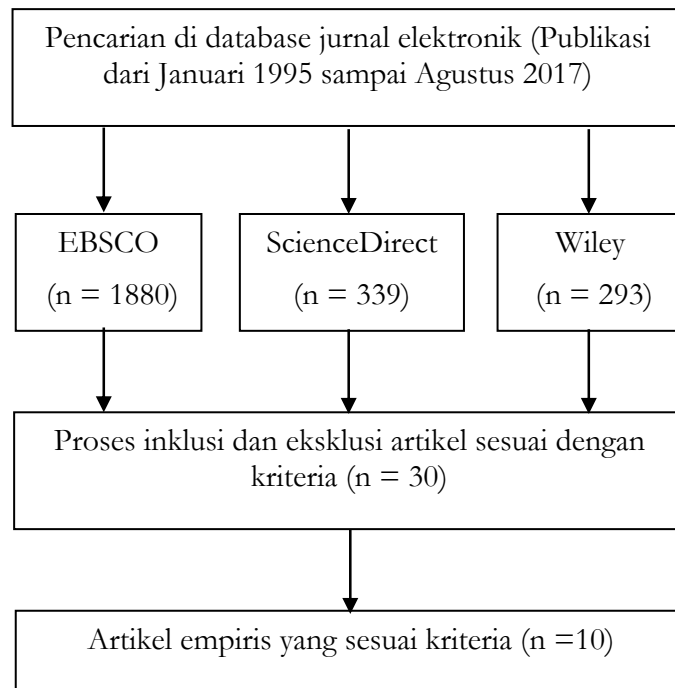 Pencarian di database jurnal elektronik (Publikasi
dari Januari 1995 sampai Agustus 2017)
EBSCO
(n = 1880)
ScienceDirect
(n = 339)
Wiley
(n = 293)
Proses inklusi dan eksklusi artikel sesuai dengan
kriteria (n = 30)
Artikel empiris yang sesuai kriteria (n =10)